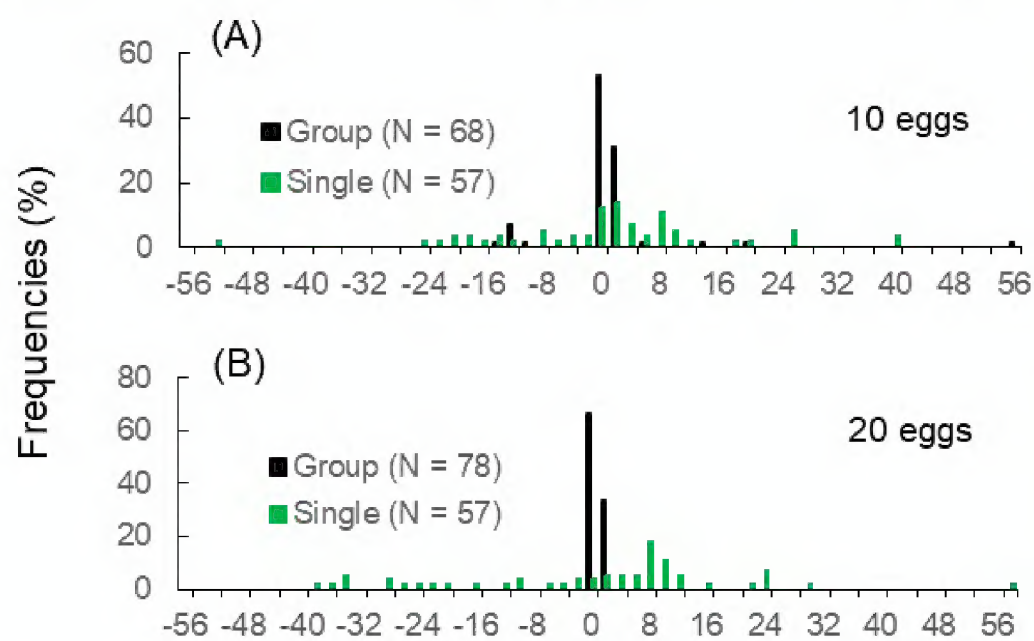 (A)
60
40
20
0
Group (N = 68)
Single (N = 57)
10 eggs
-56 -48 -40 -32 -24 -16 -8 0 8 16 24 32 48 56
Frequencies (%)
(B)
80
60
40
20
0
Group (N = 78)
Single (N = 57)
20 eggs
-56 -48 -40 -32 -24 -16 -8 0 8 16 24 32 40 48 56